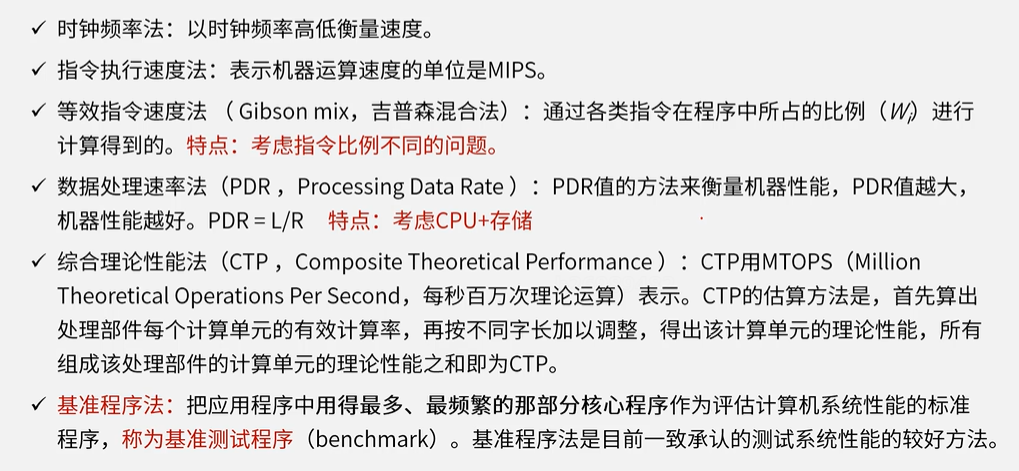 ✓ 时钟频率法：以时钟频率高低衡量速度。
✓ 指令执行速度法：表示机器运算速度的单位是MIPS。
✓ 等效指令速度法 （ Gibson mix，吉普森混合法）：通过各类指令在程序中所占的比例（Wⱼ）进行
计算得到的。特点：考虑指令比例不同的问题。
✓ 数据处理速率法（PDR ，Processing Data Rate ）：PDR值的方法来衡量机器性能，PDR值越大，
机器性能越好。PDR = L/R 特点：考虑CPU+存储
✓ 综合理论性能法（CTP ，Composite Theoretical Performance ）：CTP用MTOPS（Million
Theoretical Operations Per Second，每秒百万次理论运算）表示。CTP的估算方法是，首先算出
处理部件每个计算单元的有效计算率，再按不同字长加以调整，得出该计算单元的理论性能，所有
组成该处理部件的计算单元的理论性能之和即为CTP。
✓ 基准程序法：把应用程序中用得最多、最频繁的那部分核心程序作为评估计算机系统性能的标准
程序，称为基准测试程序（benchmark）。基准程序法是目前一致承认的测试系统性能的较好方法。